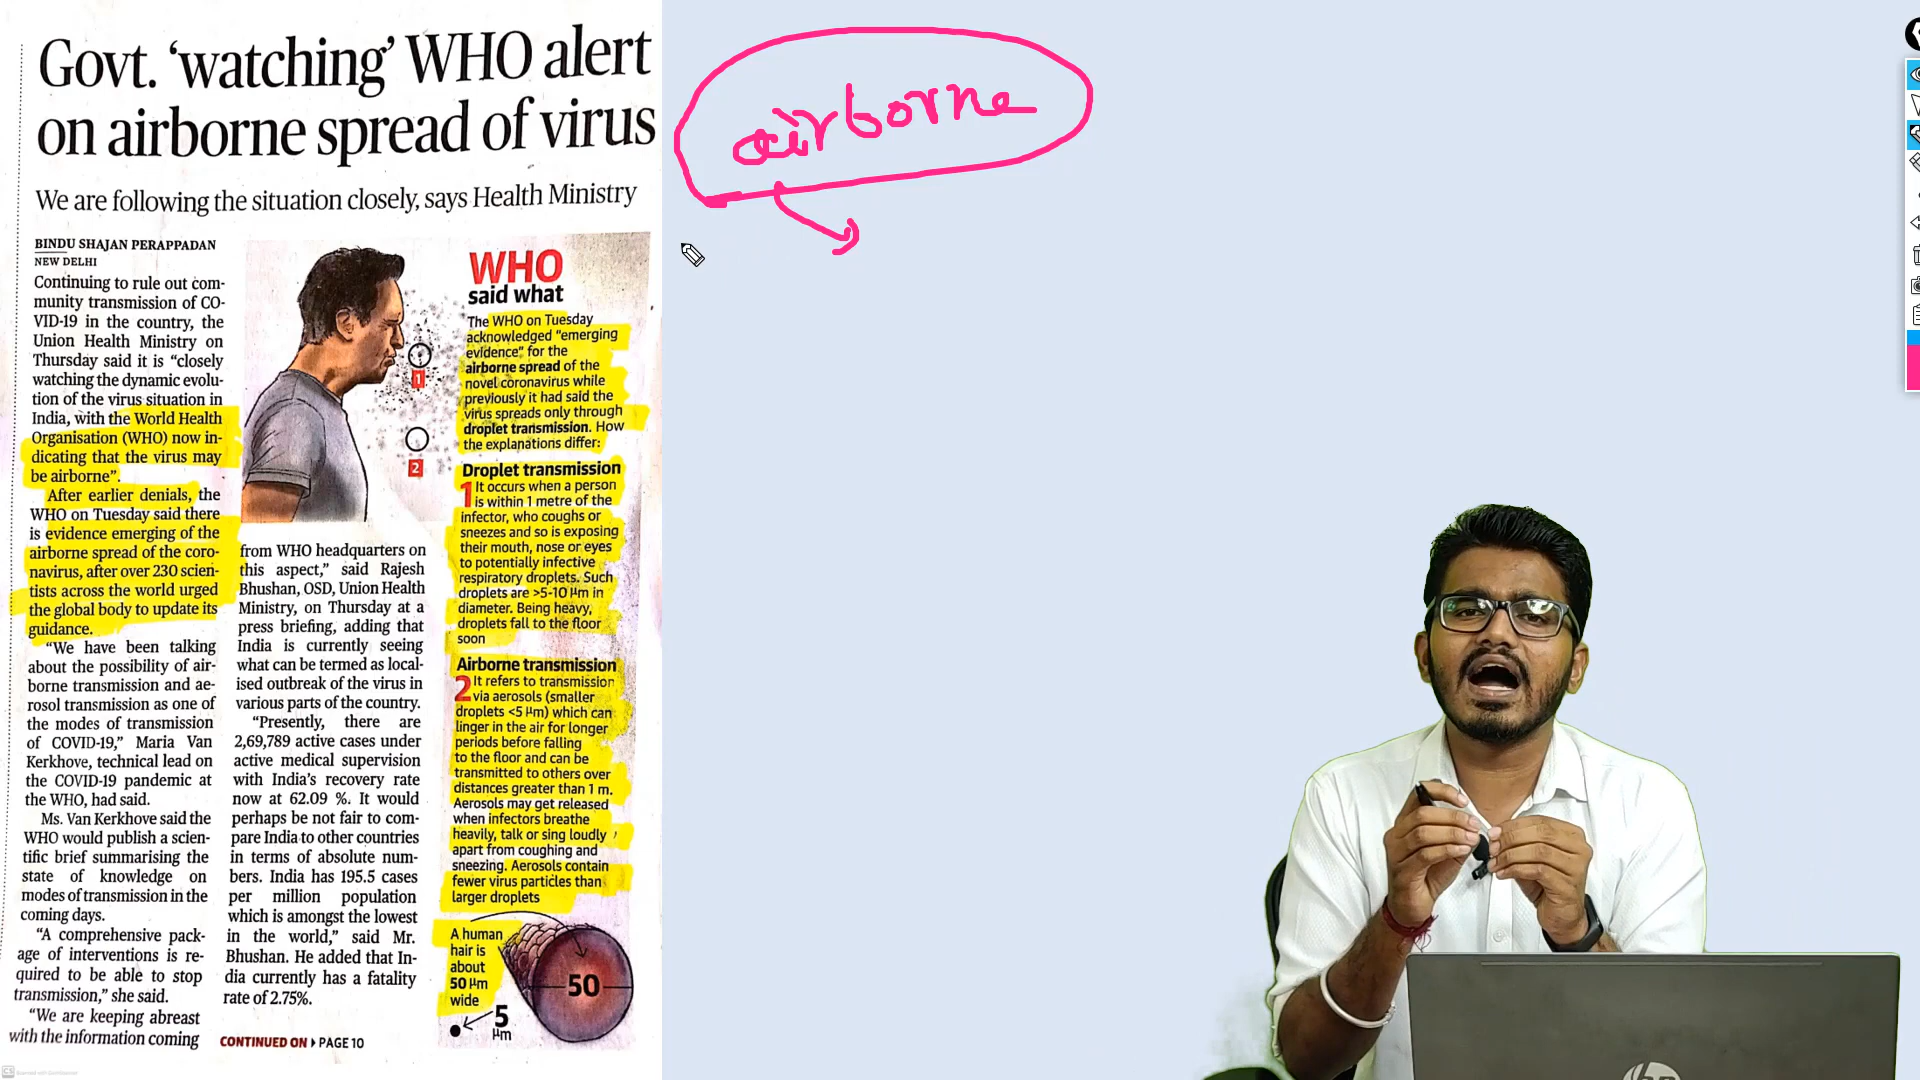 Govt. ‘watching’ WHO alert
on airborne spread of virus
We are following the situation closely, says Health Ministry
BINDU SHAJAN PERAPPADAN
NEW DELHI
Continuing to rule out com-
munity transmission of CO-
VID-19 in the country, the
Union Health Ministry on
Thursday said it is “closely
watching the dynamic evolu-
tion of the virus situation in
India, with the World Health
Organisation (WHO) now in-
dicating that the virus may
be airborne”.
After earlier denials, the
WHO on Tuesday said there
is evidence emerging of the
airborne spread of the coro-
navirus, after over 230 scien-
tists across the world urged
the global body to update its
guidance.
“We have been talking
about the possibility of air-
borne transmission and ae-
rosol transmission as one of
the modes of transmission
of COVID-19,” Maria Van
Kerkhove, technical lead on
the COVID-19 pandemic at
the WHO, had said.
Ms. Van Kerkhove said the
WHO would publish a scien-
tific brief summarising the
state of knowledge on
modes of transmission in the
coming days.
“A comprehensive pack-
age of interventions is re-
quired to be able to stop
transmission,” she said.
“We are keeping abreast
with the information coming
from WHO headquarters on
this aspect,” said Rajesh
Bhushan, OSD, Union Health
Ministry, on Thursday at a
press briefing, adding that
India is currently seeing
what can be termed as local-
ised outbreak of the virus in
various parts of the country.
“Presently, there are
2,69,789 active cases under
active medical supervision
with India’s recovery rate
now at 62.09 %. It would
perhaps be not fair to com-
pare India to other countries
in terms of absolute num-
bers. India has 195.5 cases
per million population
which is amongst the lowest
in the world,” said Mr.
Bhushan. He added that In-
dia currently has a fatality
rate of 2.75%.
CONTINUED ON PAGE 10
1
2
WHO
said what
The WHO on Tuesday
acknowledged “emerging
evidence” for the
airborne spread of the
novel coronavirus while
previously it had said the
virus spreads only through
droplet transmission. How
the explanations differ:
Droplet transmission
1 It occurs when a person
is within 1 metre of the
infector, who coughs or
sneezes and so is exposing
their mouth, nose or eyes
to potentially infective
respiratory droplets. Such
droplets are >5-10 µm in
diameter. Being heavy,
droplets fall to the floor
soon
Airborne transmission
2 It refers to transmission
via aerosols (smaller
droplets <5 µm) which can
linger in the air for longer
periods before falling
to the floor and can be
transmitted to others over
distances greater than 1 m.
Aerosols may get released
when infectors breathe
heavily, talk or sing loudly
apart from coughing and
sneezing. Aerosols contain
fewer virus particles than
larger droplets
A human
hair is
about
50 µm
wide
50
5
µm
airborne
hp
CS Scanned with CamScanner